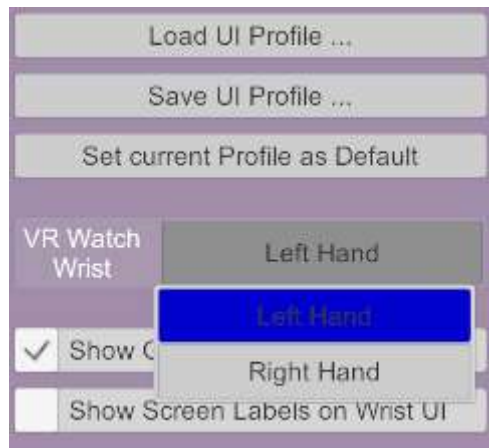 Load UI Profile ...
Save UI Profile ...
Set current Profile as Default
VR Watch
Wrist
Left Hand
Left Hand
Show
Right Hand
Show Screen Labels on Wrist UI